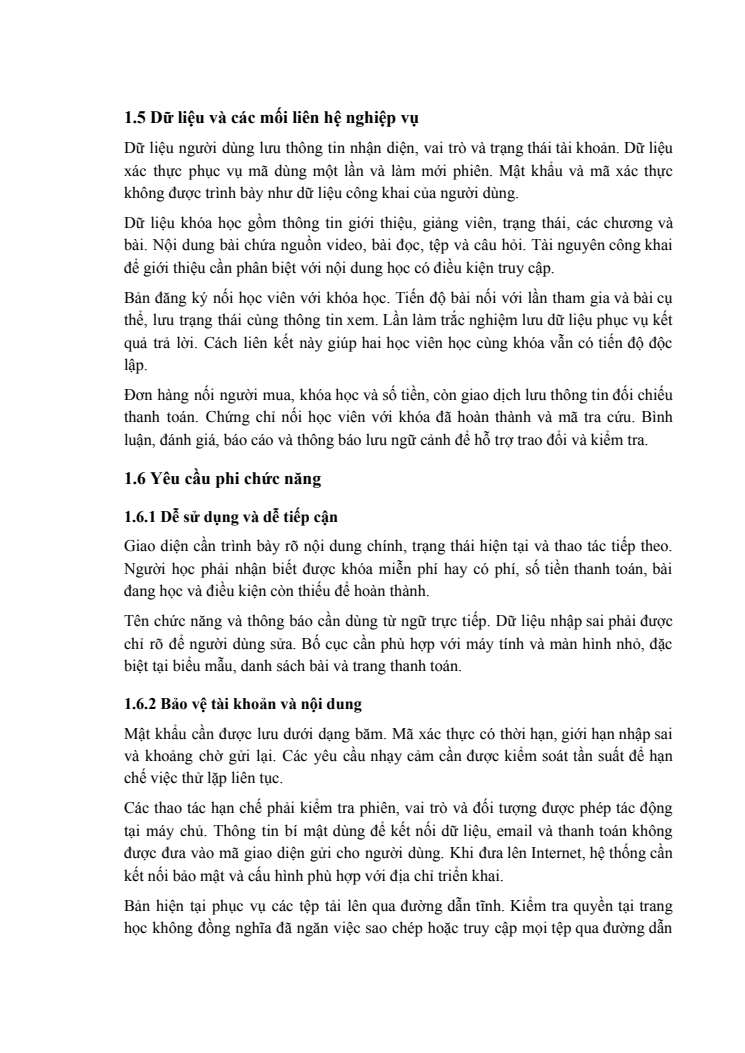 1.5 Dữ liệu và các mối liên hệ nghiệp vụ
Dữ liệu người dùng lưu thông tin nhận diện, vai trò và trạng thái tài khoản. Dữ liệu
xác thực phục vụ mã dùng một lần và làm mới phiên. Mật khẩu và mã xác thực
không được trình bày như dữ liệu công khai của người dùng.
Dữ liệu khóa học gồm thông tin giới thiệu, giảng viên, trạng thái, các chương và
bài. Nội dung bài chứa nguồn video, bài đọc, tệp và câu hỏi. Tài nguyên công khai
để giới thiệu cần phân biệt với nội dung học có điều kiện truy cập.
Bản đăng ký nối học viên với khóa học. Tiến độ bài nối với lần tham gia và bài cụ
thể, lưu trạng thái cùng thông tin xem. Lần làm trắc nghiệm lưu dữ liệu phục vụ kết
quả trả lời. Cách liên kết này giúp hai học viên học cùng khóa vẫn có tiến độ độc
lập.
Đơn hàng nối người mua, khóa học và số tiền, còn giao dịch lưu thông tin đối chiếu
thanh toán. Chứng chỉ nối học viên với khóa đã hoàn thành và mã tra cứu. Bình
luận, đánh giá, báo cáo và thông báo lưu ngữ cảnh để hỗ trợ trao đổi và kiểm tra.
1.6 Yêu cầu phi chức năng
1.6.1 Dễ sử dụng và dễ tiếp cận
Giao diện cần trình bày rõ nội dung chính, trạng thái hiện tại và thao tác tiếp theo.
Người học phải nhận biết được khóa miễn phí hay có phí, số tiền thanh toán, bài
đang học và điều kiện còn thiếu để hoàn thành.
Tên chức năng và thông báo cần dùng từ ngữ trực tiếp. Dữ liệu nhập sai phải được
chỉ rõ để người dùng sửa. Bố cục cần phù hợp với máy tính và màn hình nhỏ, đặc
biệt tại biểu mẫu, danh sách bài và trang thanh toán.
1.6.2 Bảo vệ tài khoản và nội dung
Mật khẩu cần được lưu dưới dạng băm. Mã xác thực có thời hạn, giới hạn nhập sai
và khoảng chờ gửi lại. Các yêu cầu nhạy cảm cần được kiểm soát tần suất để hạn
chế việc thử lặp liên tục.
Các thao tác hạn chế phải kiểm tra phiên, vai trò và đối tượng được phép tác động
tại máy chủ. Thông tin bí mật dùng để kết nối dữ liệu, email và thanh toán không
được đưa vào mã giao diện gửi cho người dùng. Khi đưa lên Internet, hệ thống cần
kết nối bảo mật và cấu hình phù hợp với địa chỉ triển khai.
Bản hiện tại phục vụ các tệp tải lên qua đường dẫn tĩnh. Kiểm tra quyền tại trang
học không đồng nghĩa đã ngăn việc sao chép hoặc truy cập mọi tệp qua đường dẫn